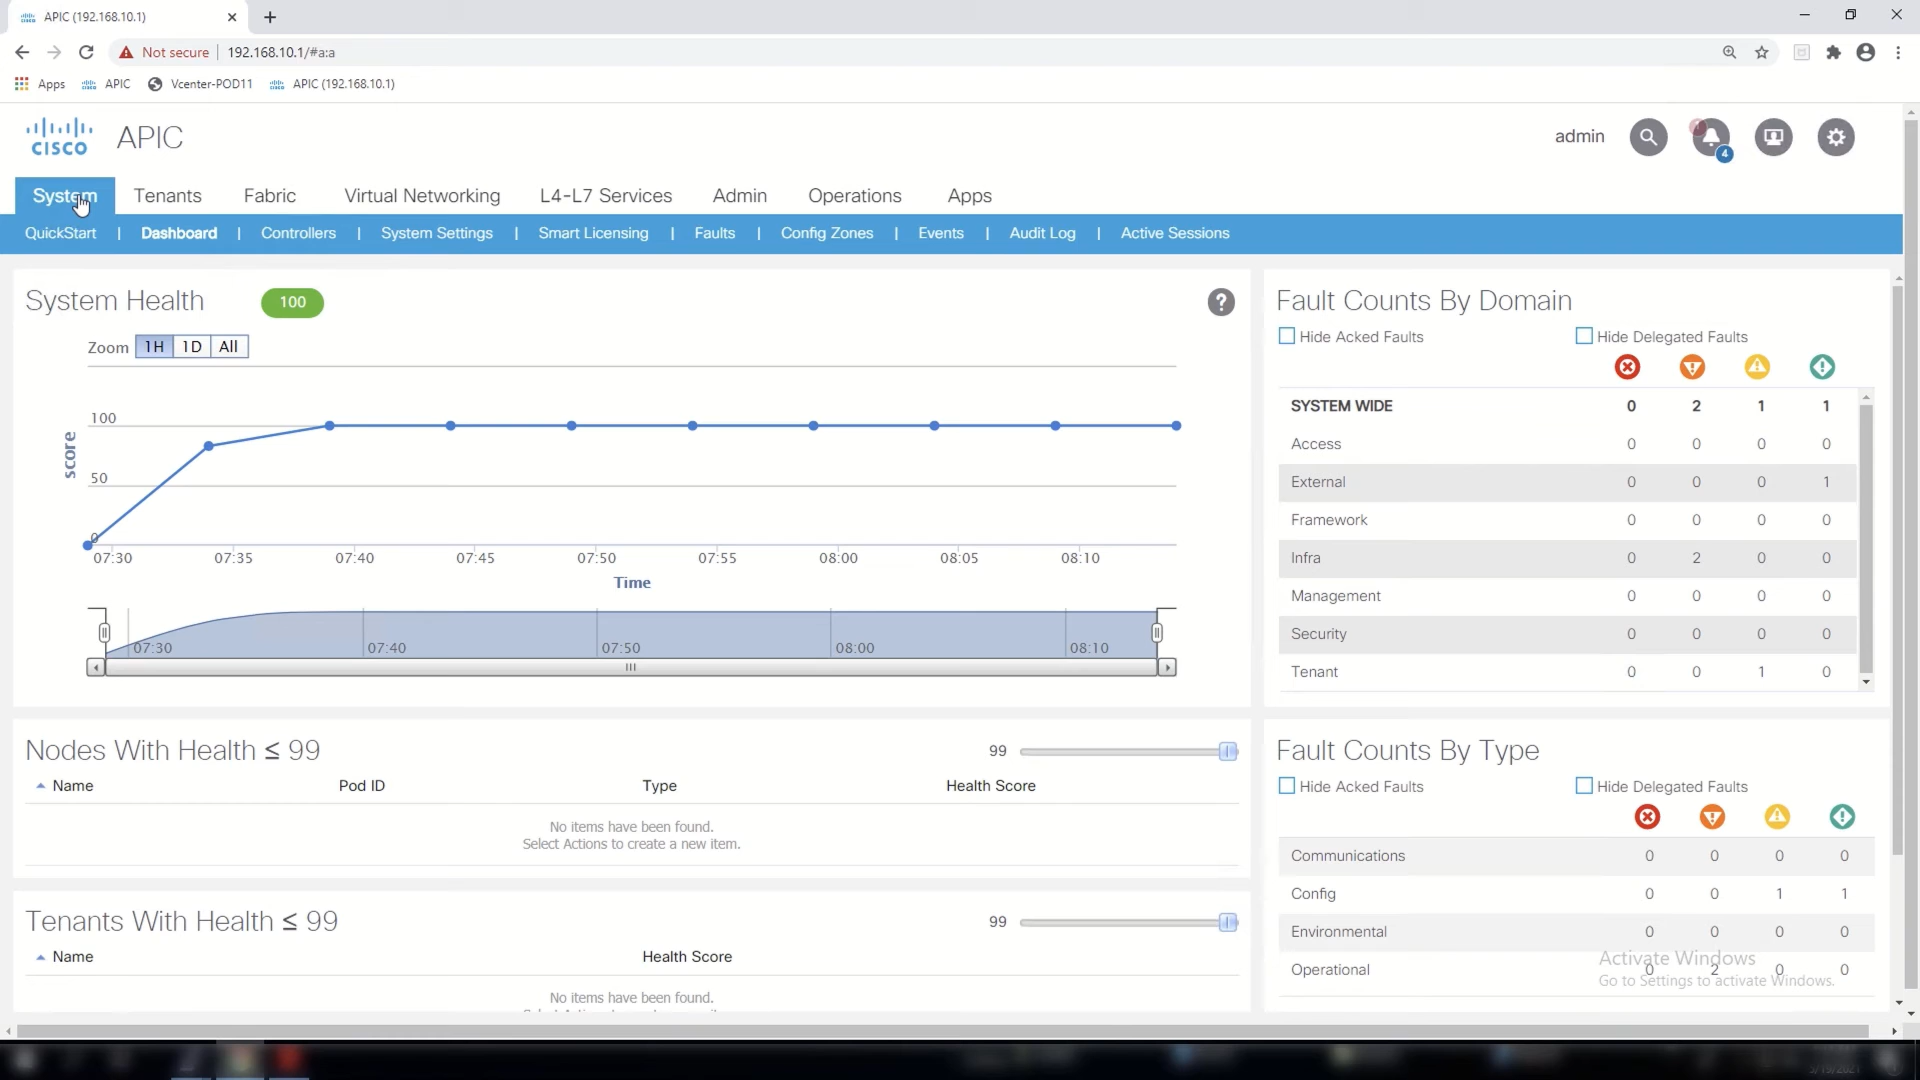 APIC (192.168.10.1)
Not secure 192.168.10.1/#a:a
Apps APIC Vcenter-POD11 APIC (192.168.10.1)
CISCO APIC admin 4
System Tenants Fabric Virtual Networking L4-L7 Services Admin Operations Apps
QuickStart | Dashboard | Controllers | System Settings | Smart Licensing | Faults | Config Zones | Events | Audit Log | Active Sessions
System Health 100 ?
Zoom 1H 1D All
100
50
0
score
07:30 07:35 07:40 07:45 07:50 07:55 08:00 08:05 08:10
Time
07:30 07:40 07:50 08:00 08:10
Fault Counts By Domain
Hide Acked Faults Hide Delegated Faults
SYSTEM WIDE 0 2 1 1
Access 0 0 0 0
External 0 0 0 1
Framework 0 0 0 0
Infra 0 2 0 0
Management 0 0 0 0
Security 0 0 0 0
Tenant 0 0 1 0
Nodes With Health ≤ 99 99
Name Pod ID Type Health Score
No items have been found.
Select Actions to create a new item.
Tenants With Health ≤ 99 99
Name Health Score
No items have been found.
Fault Counts By Type
Hide Acked Faults Hide Delegated Faults
Communications 0 0 0 0
Config 0 0 1 1
Environmental 0 0 0 0
Operational 0 2 0 0
Activate Windows
Go to Settings to activate Windows.